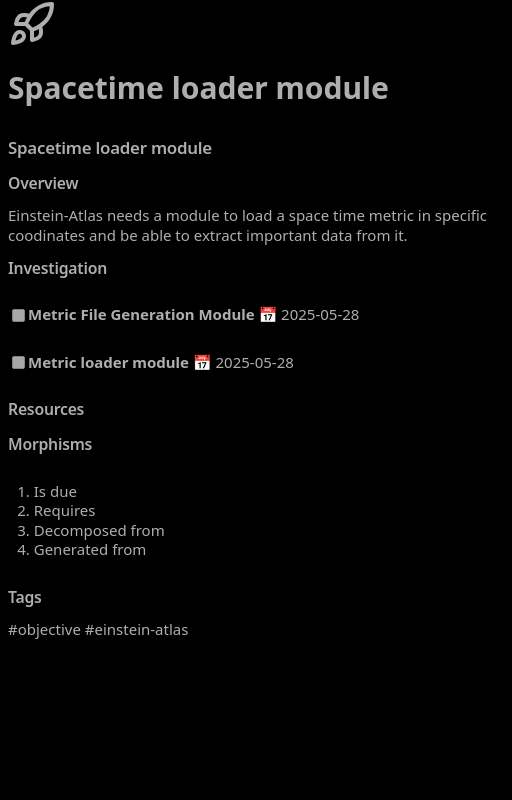 Spacetime loader module
Spacetime loader module
Overview
Einstein-Atlas needs a module to load a space time metric in specific
coodinates and be able to extract important data from it.
Investigation
Metric File Generation Module 📅 2025-05-28
Metric loader module 📅 2025-05-28
Resources
Morphisms
1. Is due
2. Requires
3. Decomposed from
4. Generated from
Tags
#objective #einstein-atlas